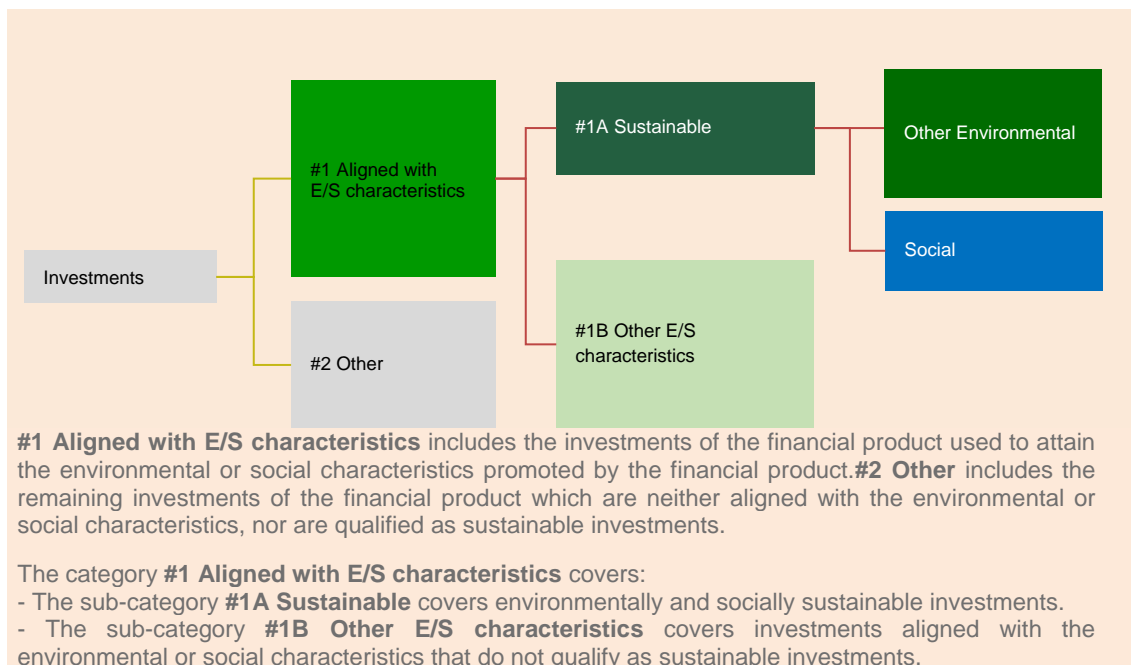 #1A Sustainable
Other Environmental
#1 Aligned with
E/S characteristics
Social
Investments
#1B Other E/S
characteristics
#2 Other
#1 Aligned with E/S characteristics includes the investments of the financial product used to attain
the environmental or social characteristics promoted by the financial product.#2 Other includes the
remaining investments of the financial product which are neither aligned with the environmental or
social characteristics, nor are qualified as sustainable investments.
The category #1 Aligned with E/S characteristics covers:
- The sub-category #1A Sustainable covers environmentally and socially sustainable investments.
- The sub-category #1B Other E/S characteristics covers investments aligned with the
environmental or social characteristics that do not qualify as sustainable investments.